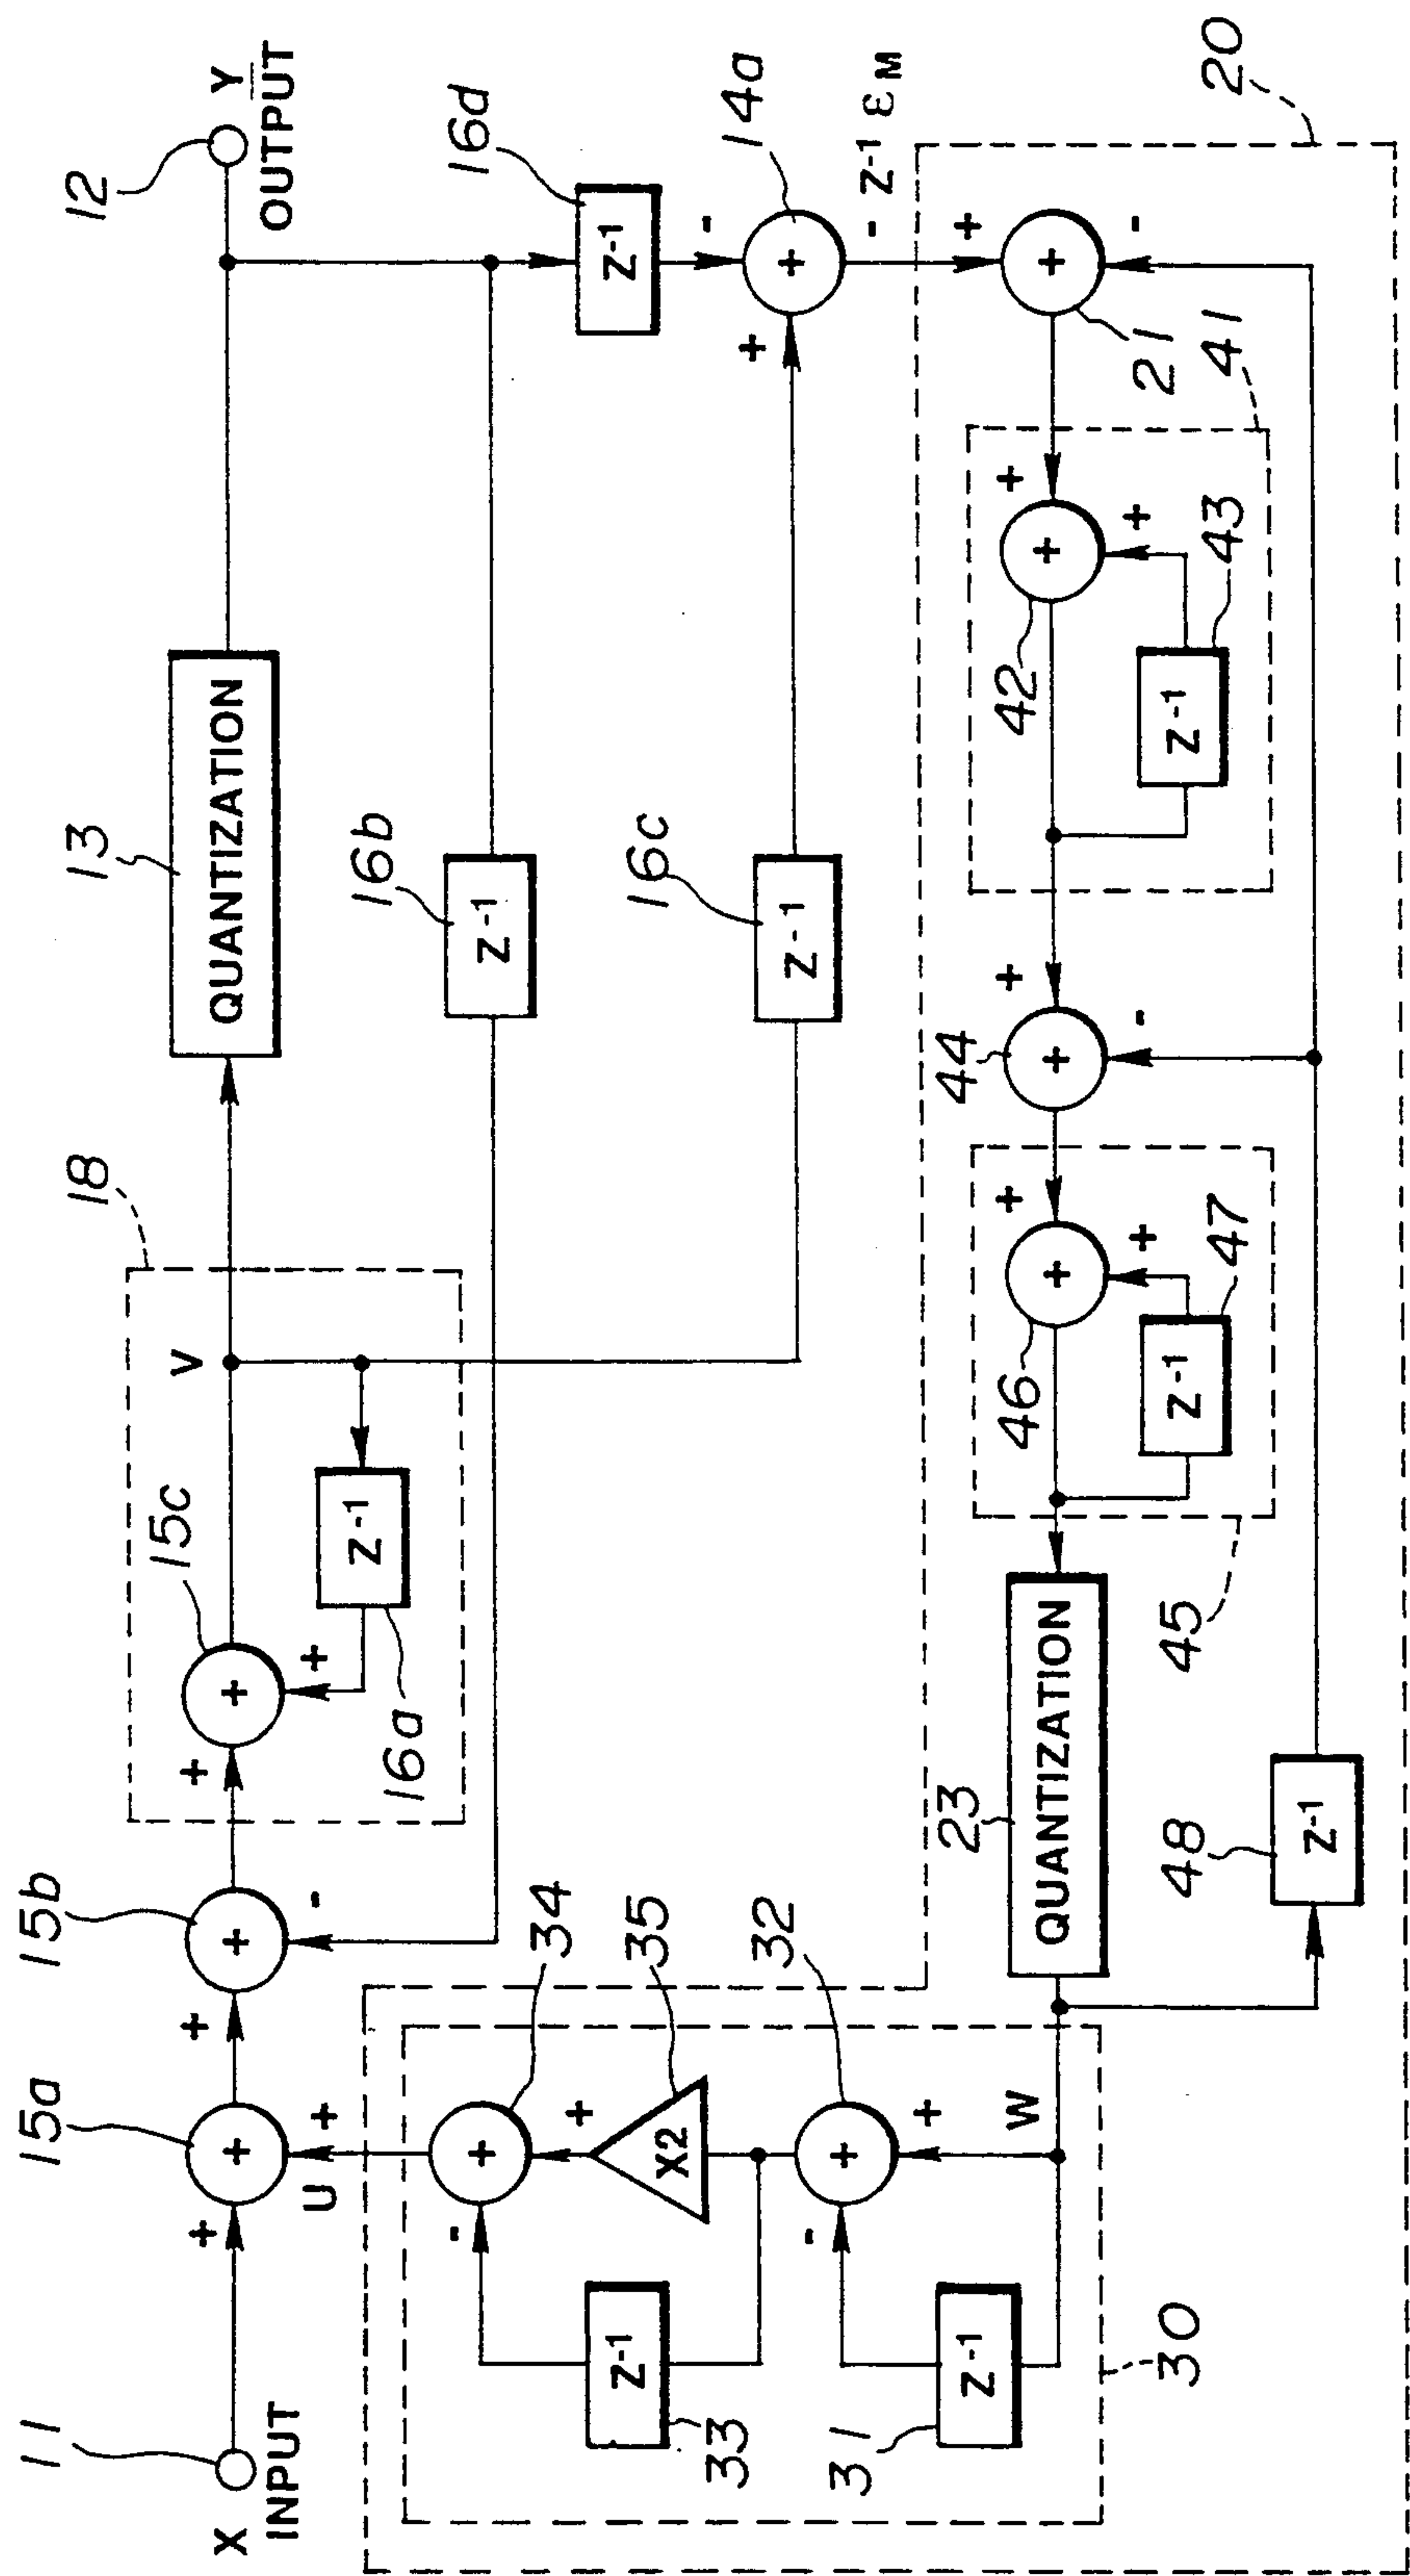 11
X
INPUT
15a
+
+
U
+
15b
+
+
-
18
15c
+
+
+
16a
Z-1
V
13
QUANTIZATION
12
Y
OUTPUT
16b
Z-1
16c
Z-1
16d
Z-1
-
14a
+
+
- Z-1 εM
20
30
31
Z-1
33
Z-1
34
+
-
+
35
X2
32
+
-
+
W
23
QUANTIZATION
48
Z-1
45
46
+
+
+
47
Z-1
44
+
+
-
41
42
+
+
+
43
Z-1
21
+
+
-